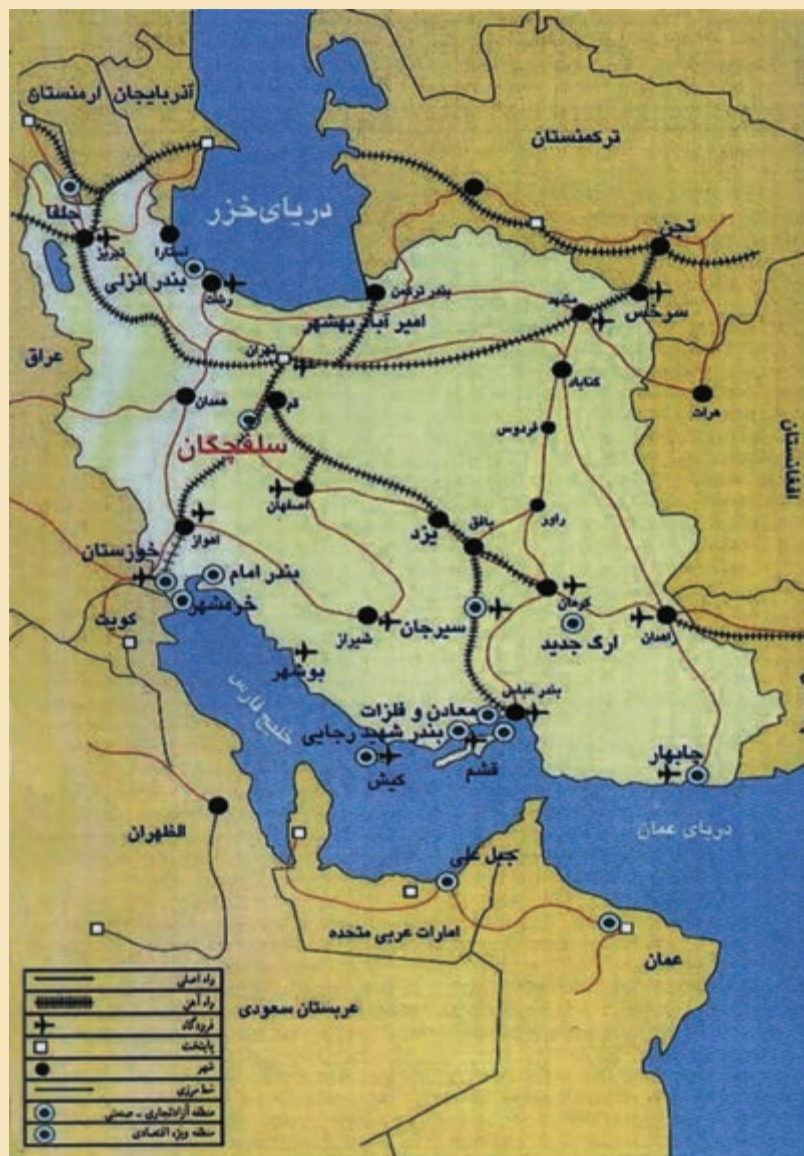 آذربایجان
ارمنستان
ترکمنستان
دریای خزر
جلفا
تبریز
آستارا
بندر انزلی
رشت
تجن
سرخس
مشهد
بندر ترکمن
امیر آباد بهشهر
تهران
عراق
همدان
قم
سلفچگان
گناباد
هرات
فردوس
افغانستان
اصفهان
راور
بافق
یزد
اهواز
خوزستان
بندر امام
خرمشهر
کویت
کرمان
سیرجان
شیراز
ارگ جدید
زاهدان
بوشهر
خلیج فارس
بندر عباس
معادن و فلزات
بندر شهید رجایی
قشم
کیش
چابهار
دریای عمان
الظهران
جبل علی
امارات عربی متحده
عمان
عربستان سعودی
راه اصلی
راه آهن
فرودگاه
پایتخت
شهر
خط مرزی
منطقه آزاد تجاری - صنعتی
منطقه ویژه اقتصادی